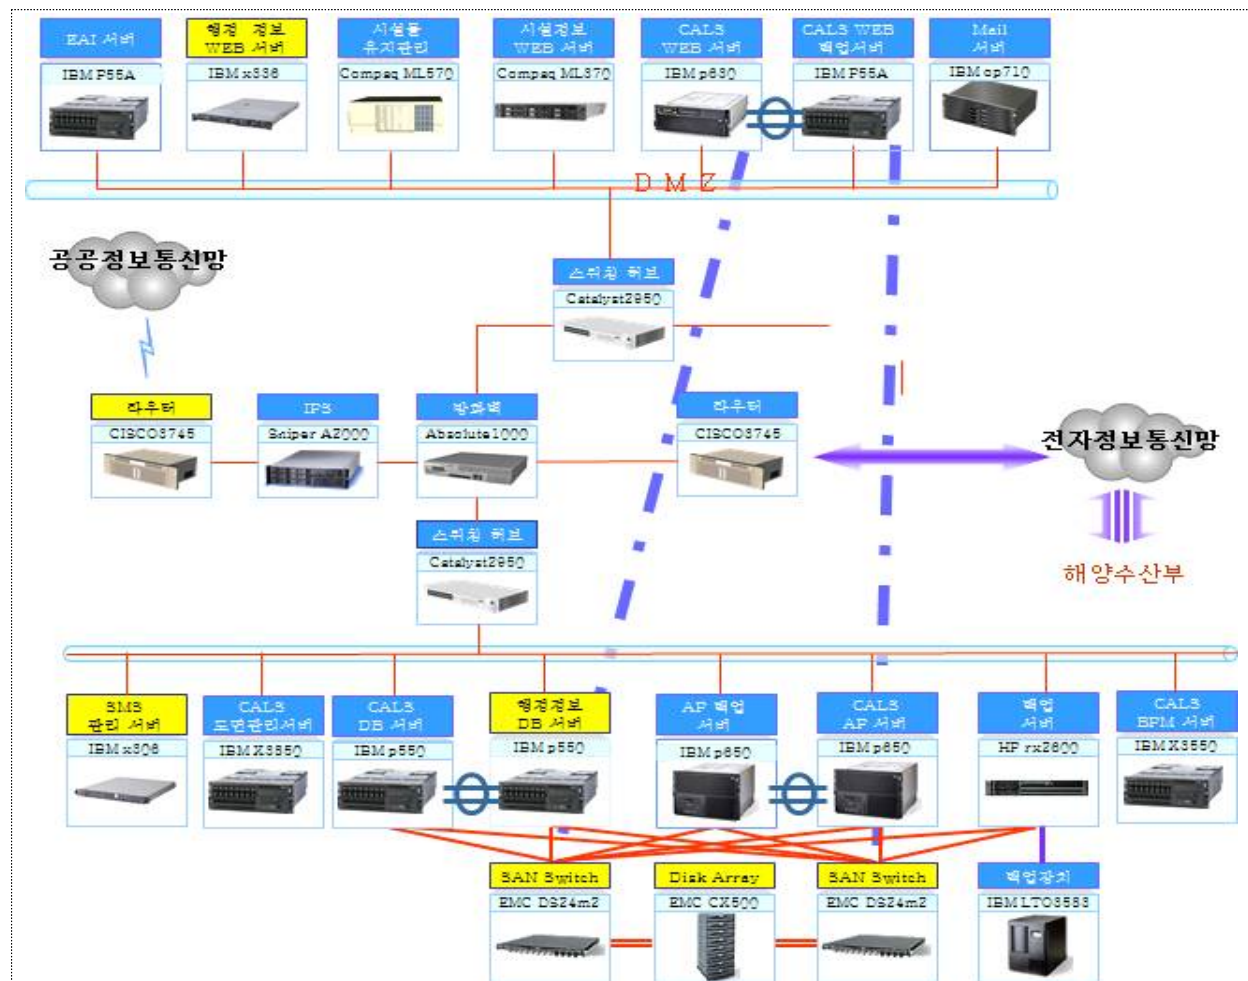 EAI 서버
행정 정보
WEB 서버
시설물
유지관리
시설정보
WEB 서버
CALS
WEB 서버
CALS WEB
백업서버
Mail
서버
IBM P55A
IBM x336
Compaq ML570
Compaq ML370
IBM p630
IBM P55A
IBM op710
D M Z
공공정보통신망
스위칭 허브
Catalyst2950
라우터
IPS
방화벽
라우터
CISCO3745
Sniper A2000
Absolute1000
CISCO3745
전자정보통신망
스위칭 허브
Catalyst2950
해양수산부
SMS
관리 서버
CALS
도면관리서버
CALS
DB 서버
행정정보
DB 서버
AP 백업
서버
CALS
AP 서버
백업
서버
CALS
BPM 서버
IBM x306
IBM X3850
IBM p550
IBM p550
IBM p650
IBM p650
HP rx2600
IBM X3550
SAN Switch
Disk Array
SAN Switch
백업장치
EMC DS24m2
EMC CX500
EMC DS24m2
IBM LTO3583